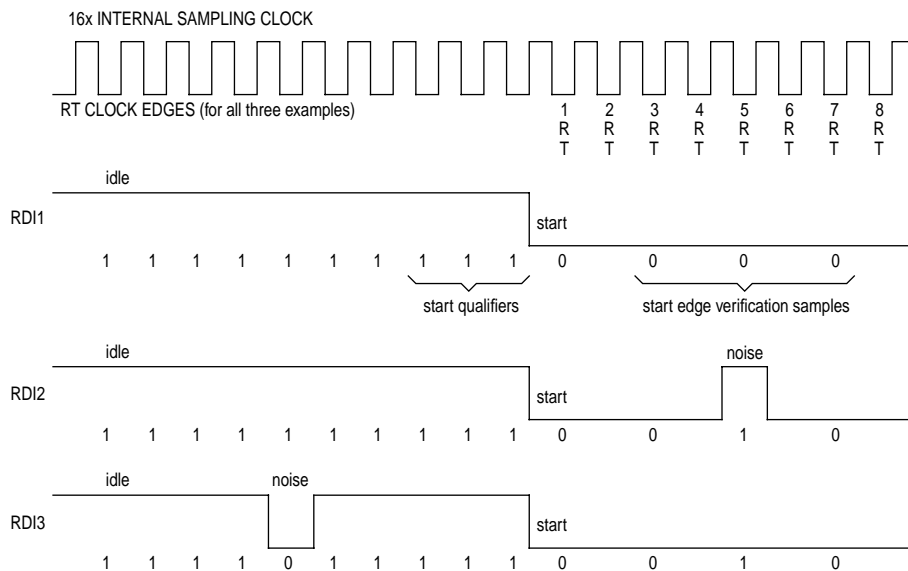 16x INTERNAL SAMPLING CLOCK
RT CLOCK EDGES (for all three examples)
1 2 3 4 5 6 7 8
R R R R R R R R
T T T T T T T T
idle
RDI1
start
1 1 1 1 1 1 1 1 1 1 0 0 0 0
start qualifiers start edge verification samples
idle noise
RDI2
start
1 1 1 1 1 1 1 1 1 1 0 0 1 0
idle noise
RDI3
start
1 1 1 1 0 1 1 1 1 1 0 0 1 0